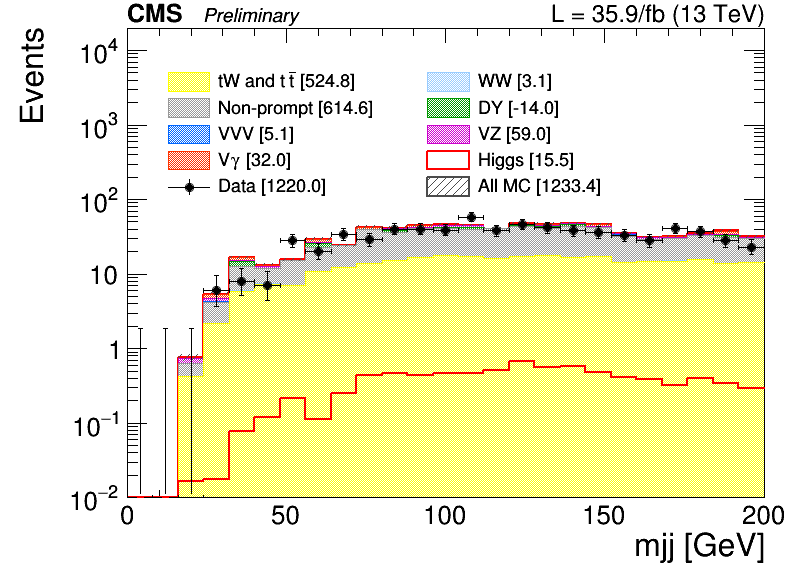 CMS Preliminary L = 35.9/fb (13 TeV)
Events
10⁴
10³
10²
10
1
10⁻¹
10⁻²
tW and tt̄ [524.8]
WW [3.1]
Non-prompt [614.6]
DY [-14.0]
VVV [5.1]
VZ [59.0]
Vγ [32.0]
Higgs [15.5]
Data [1220.0]
All MC [1233.4]
0 50 100 150 200
mjj [GeV]